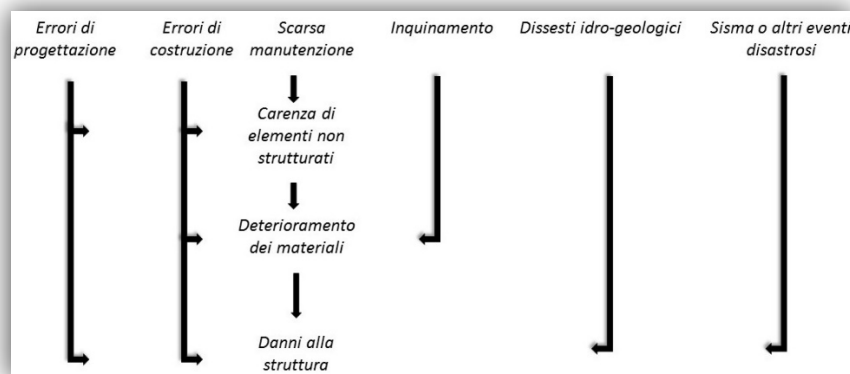 Errori di
progettazione
Errori di
costruzione
Scarsa
manutenzione
Inquinamento
Dissesti idro-geologici
Sisma o altri eventi
disastrosi
Carenza di
elementi non
strutturati
Deterioramento
dei materiali
Danni alla
struttura